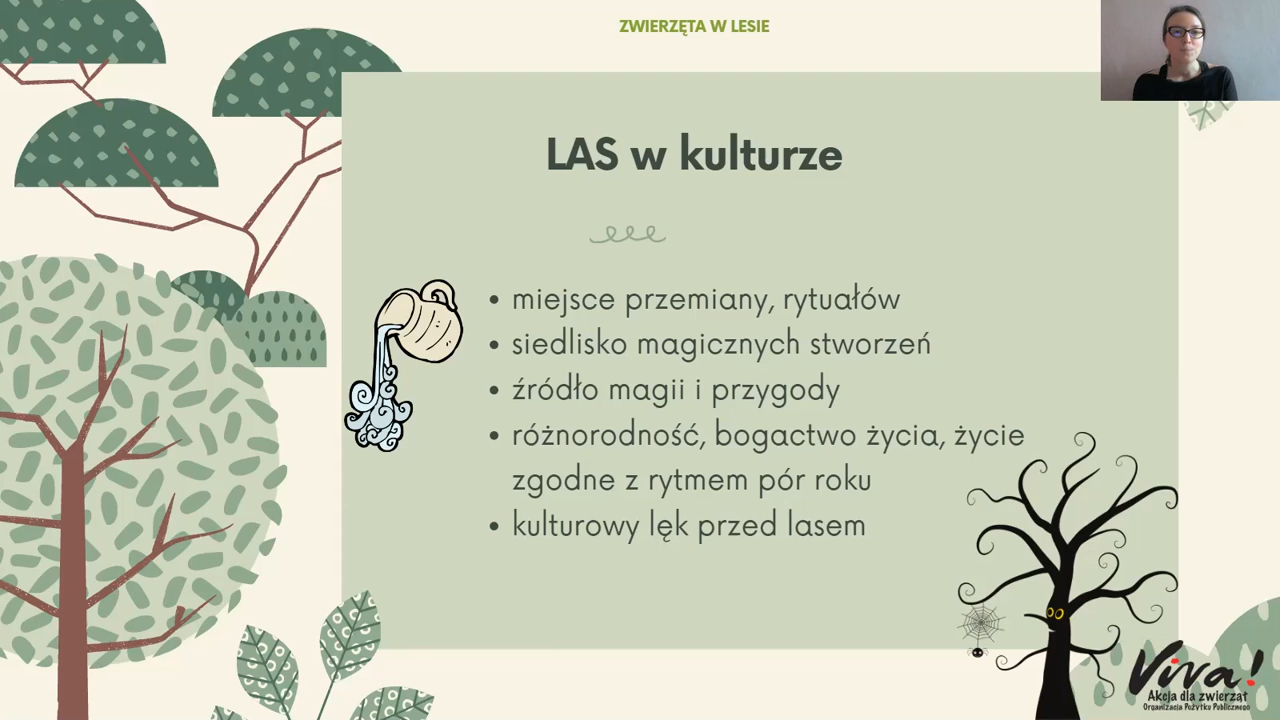 ZWIERZĘTA W LESIE
LAS w kulturze
• miejsce przemiany, rytuałów
• siedlisko magicznych stworzeń
• źródło magii i przygody
• różnorodność, bogactwo życia, życie
zgodne z rytmem pór roku
• kulturowy lęk przed lasem
Viva!
Akcja dla zwierząt
Organizacja Pożytku Publicznego